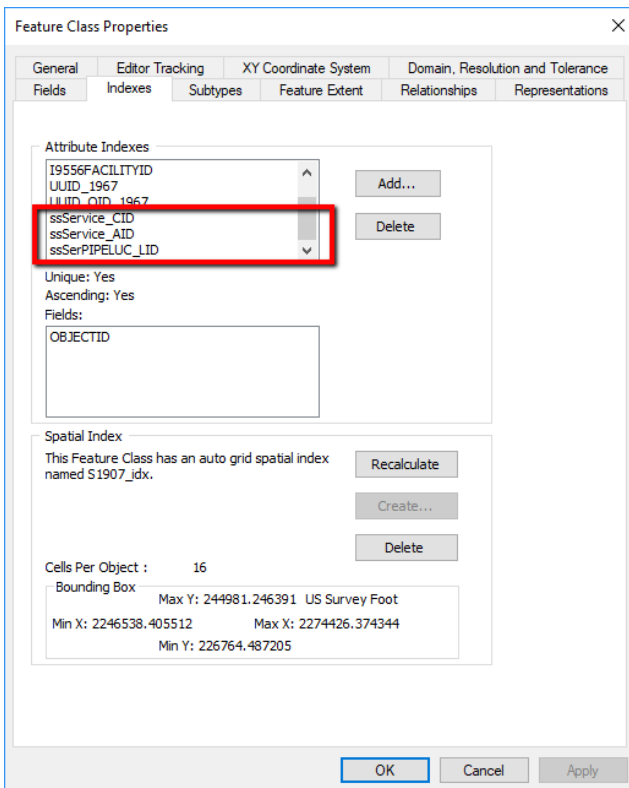 Feature Class Properties
General Editor Tracking XY Coordinate System Domain, Resolution and Tolerance
Fields Indexes Subtypes Feature Extent Relationships Representations
Attribute Indexes
I9556FACILITYID
UUID_1967
UUID_OID_1967
ssService_CID
ssService_AID
ssSerPIPELUC_LID
Add...
Delete
Unique: Yes
Ascending: Yes
Fields:
OBJECTID
Spatial Index
This Feature Class has an auto grid spatial index
named S1907_idx.
Recalculate
Create...
Delete
Cells Per Object : 16
Bounding Box
Max Y: 244981.246391 US Survey Foot
Min X: 2246538.405512 Max X: 2274426.374344
Min Y: 226764.487205
OK Cancel Apply